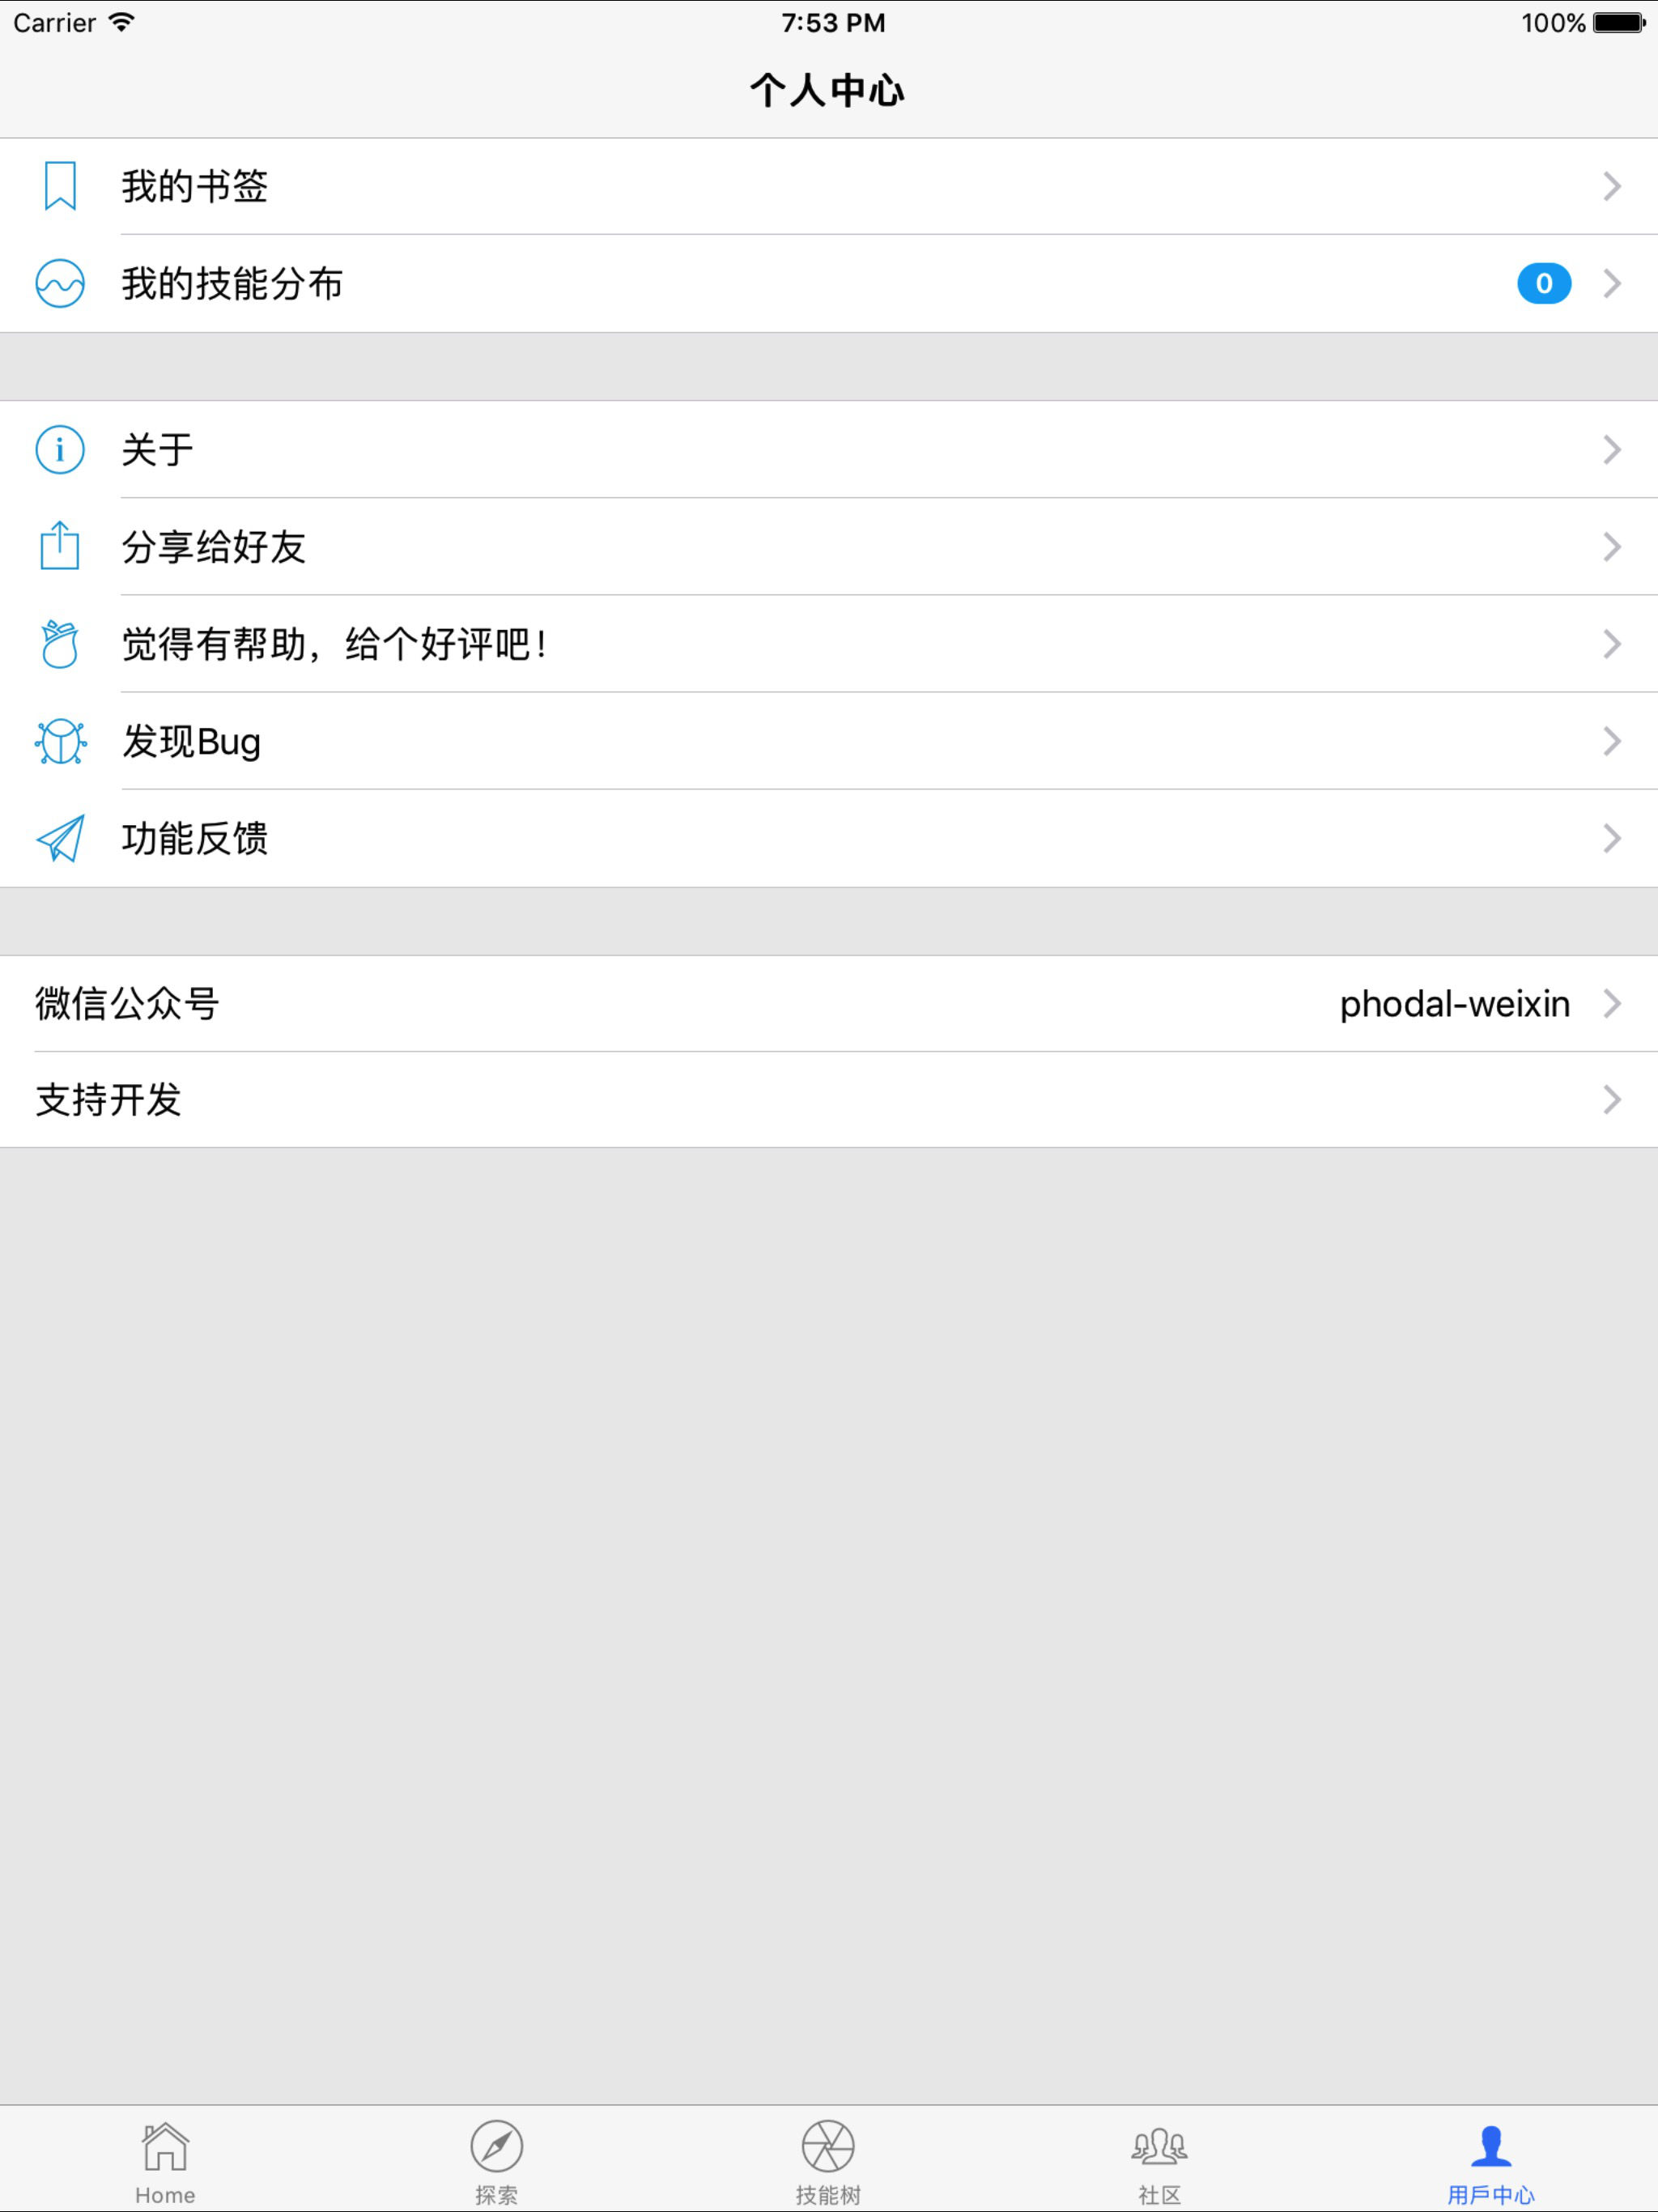 Carrier 7:53 PM 100%
个人中心
我的书签
我的技能分布 0
关于
分享给好友
觉得有帮助，给个好评吧！
发现Bug
功能反馈
微信公众号 phodal-weixin
支持开发
Home 探索 技能树 社区 用戶中心